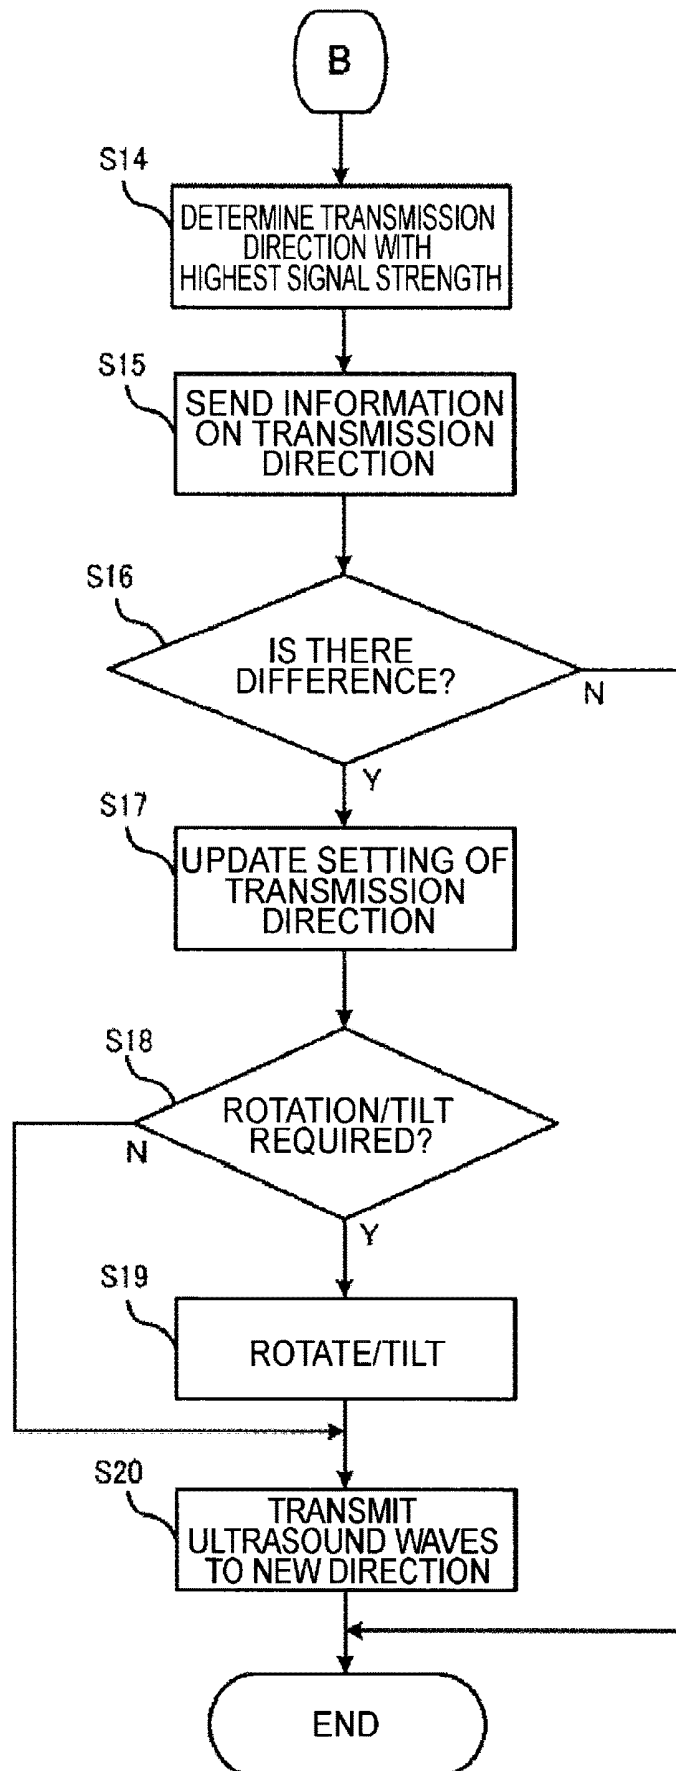 B
S14
DETERMINE TRANSMISSION
DIRECTION WITH
HIGHEST SIGNAL STRENGTH
S15
SEND INFORMATION
ON TRANSMISSION
DIRECTION
S16
IS THERE
DIFFERENCE?
N
Y
S17
UPDATE SETTING OF
TRANSMISSION
DIRECTION
S18
ROTATION/TILT
REQUIRED?
N
Y
S19
ROTATE/TILT
S20
TRANSMIT
ULTRASOUND WAVES
TO NEW DIRECTION
END